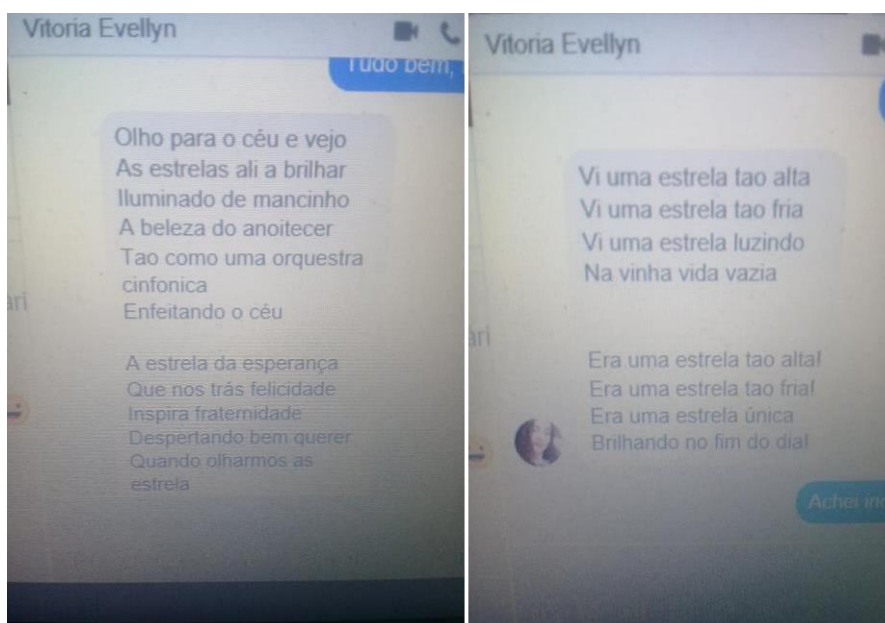 Vitoria Evellyn
Tudo bem,
Olho para o céu e vejo
As estrelas ali a brilhar
Iluminado de mancinho
A beleza do anoitecer
Tao como uma orquestra
cinfonica
Enfeitando o céu
ari
A estrela da esperança
Que nos trás felicidade
Inspira fraternidade
Despertando bem querer
Quando olharmos as
estrela
Vitoria Evellyn
Vi uma estrela tao alta
Vi uma estrela tao fria
Vi uma estrela luzindo
Na vinha vida vazia
ari
Era uma estrela tao alta!
Era uma estrela tao fria!
Era uma estrela única
Brilhando no fim do dia!
Achei